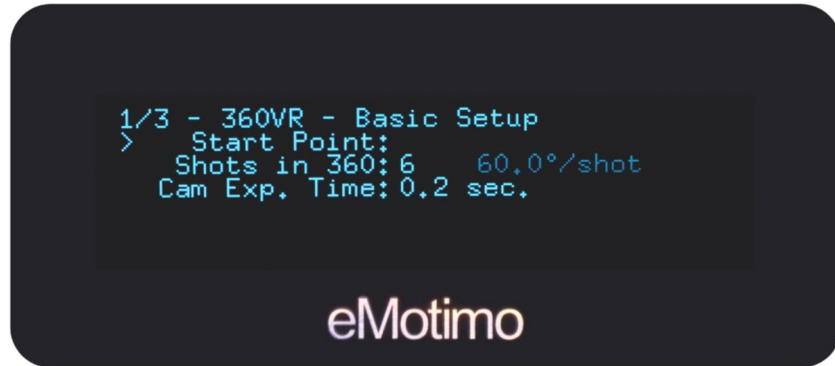 1/3 - 360VR - Basic Setup
> Start Point:
Shots in 360: 6 60.0°/shot
Cam Exp. Time: 0.2 sec.
eMotimo